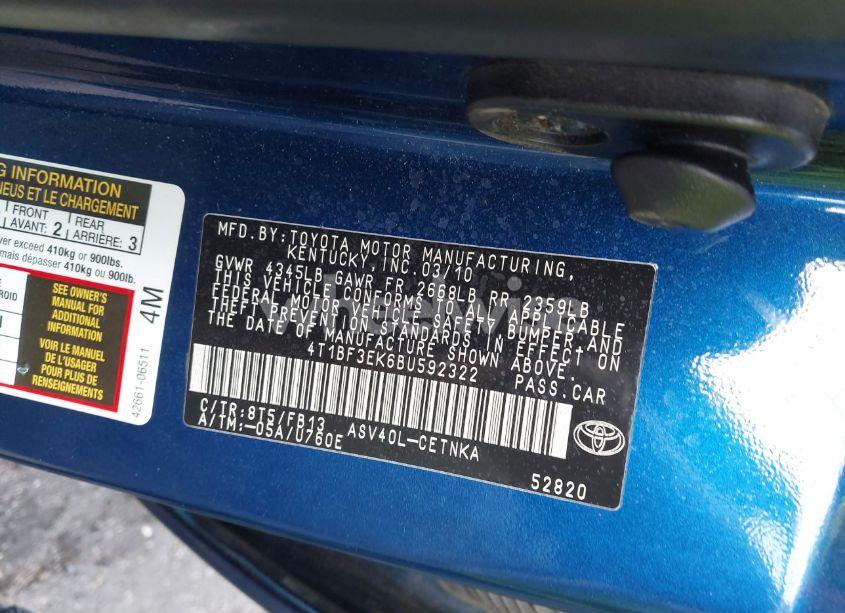 G INFORMATION
NEUS ET LE CHARGEMENT
FRONT
AVANT: 2
REAR
ARRIÈRE: 3
ver exceed 410kg or 900lb.
mais dépasser 410kg ou 900lb.
SEE OWNER'S
MANUAL FOR
ADDITIONAL
INFORMATION
VOIR LE MANUEL
DE L'USAGER
POUR PLUS DE
RENSEIGNEMENTS
4M
42661-06511
MFD.BY:TOYOTA MOTOR MANUFACTURING,
KENTUCKY, INC.03/10
GVWR 4345LB GAWR FR 2668LB RR 2359LB
THIS VEHICLE CONFORMS TO ALL APPLICABLE
FEDERAL MOTOR VEHICLE SAFETY BUMPER, AND
THEFT PREVENTION STANDARDS IN EFFECT ON
THE DATE OF MANUFACTURE SHOWN ABOVE.
4T1BF3EK6BU592322 PASS.CAR
C/TR:8T5/FB13 ASV40L-CETNKA
A/TM:-05A/U760E
52820